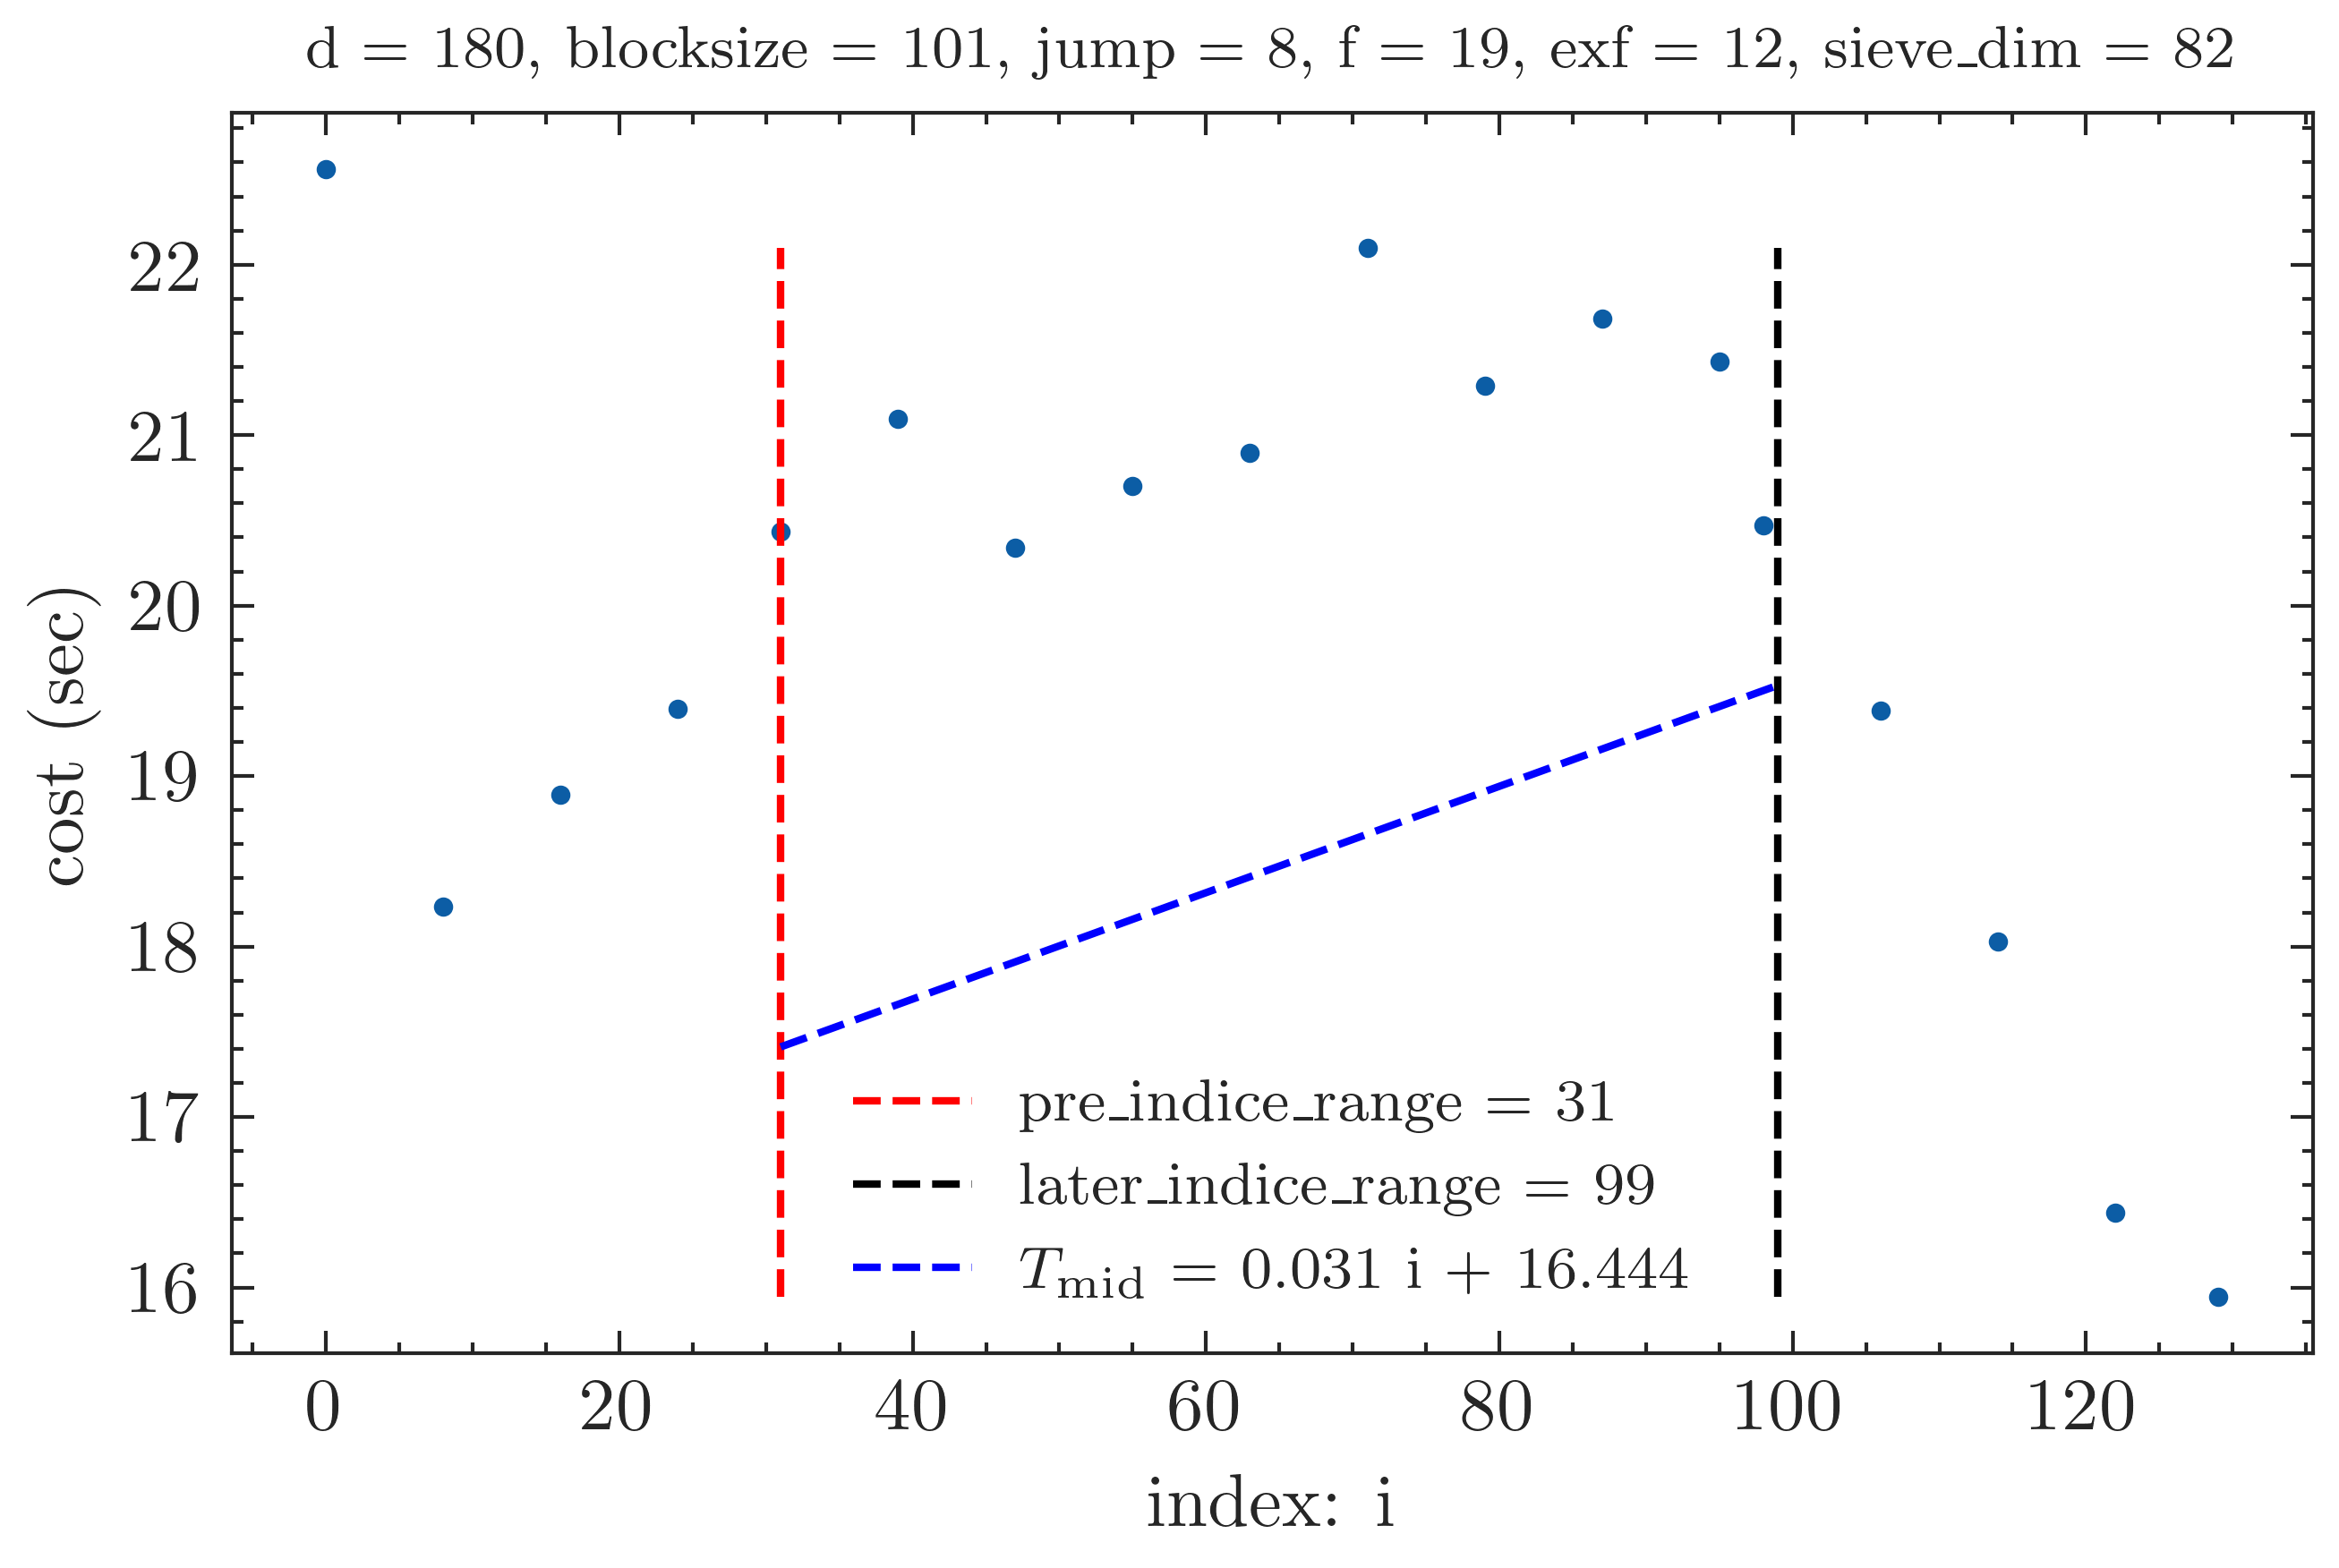 d = 180, blocksize = 101, jump = 8, f = 19, exf = 12, sieve_dim = 82
cost (sec)
22
21
20
19
18
17
16
pre_indice_range = 31
later_indice_range = 99
T_mid = 0.031 i + 16.444
0 20 40 60 80 100 120
index: i